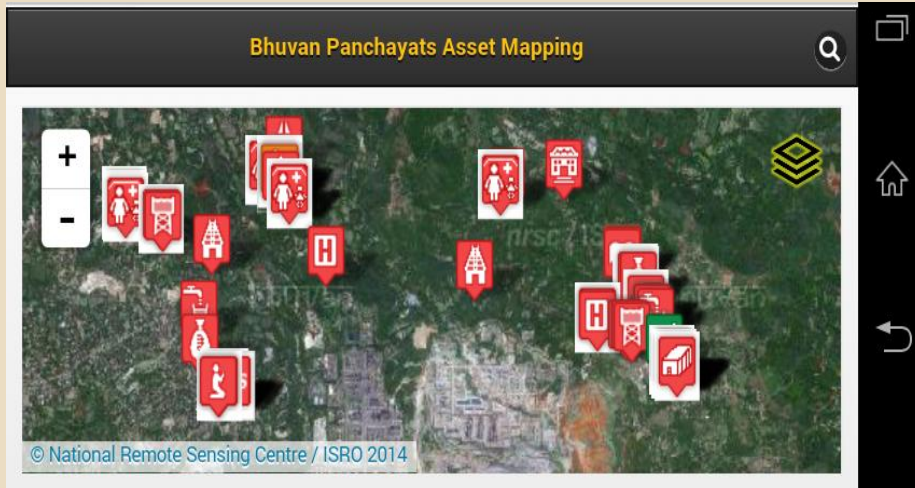 Bhuvan Panchayats Asset Mapping
+
-
H
H
© National Remote Sensing Centre / ISRO 2014